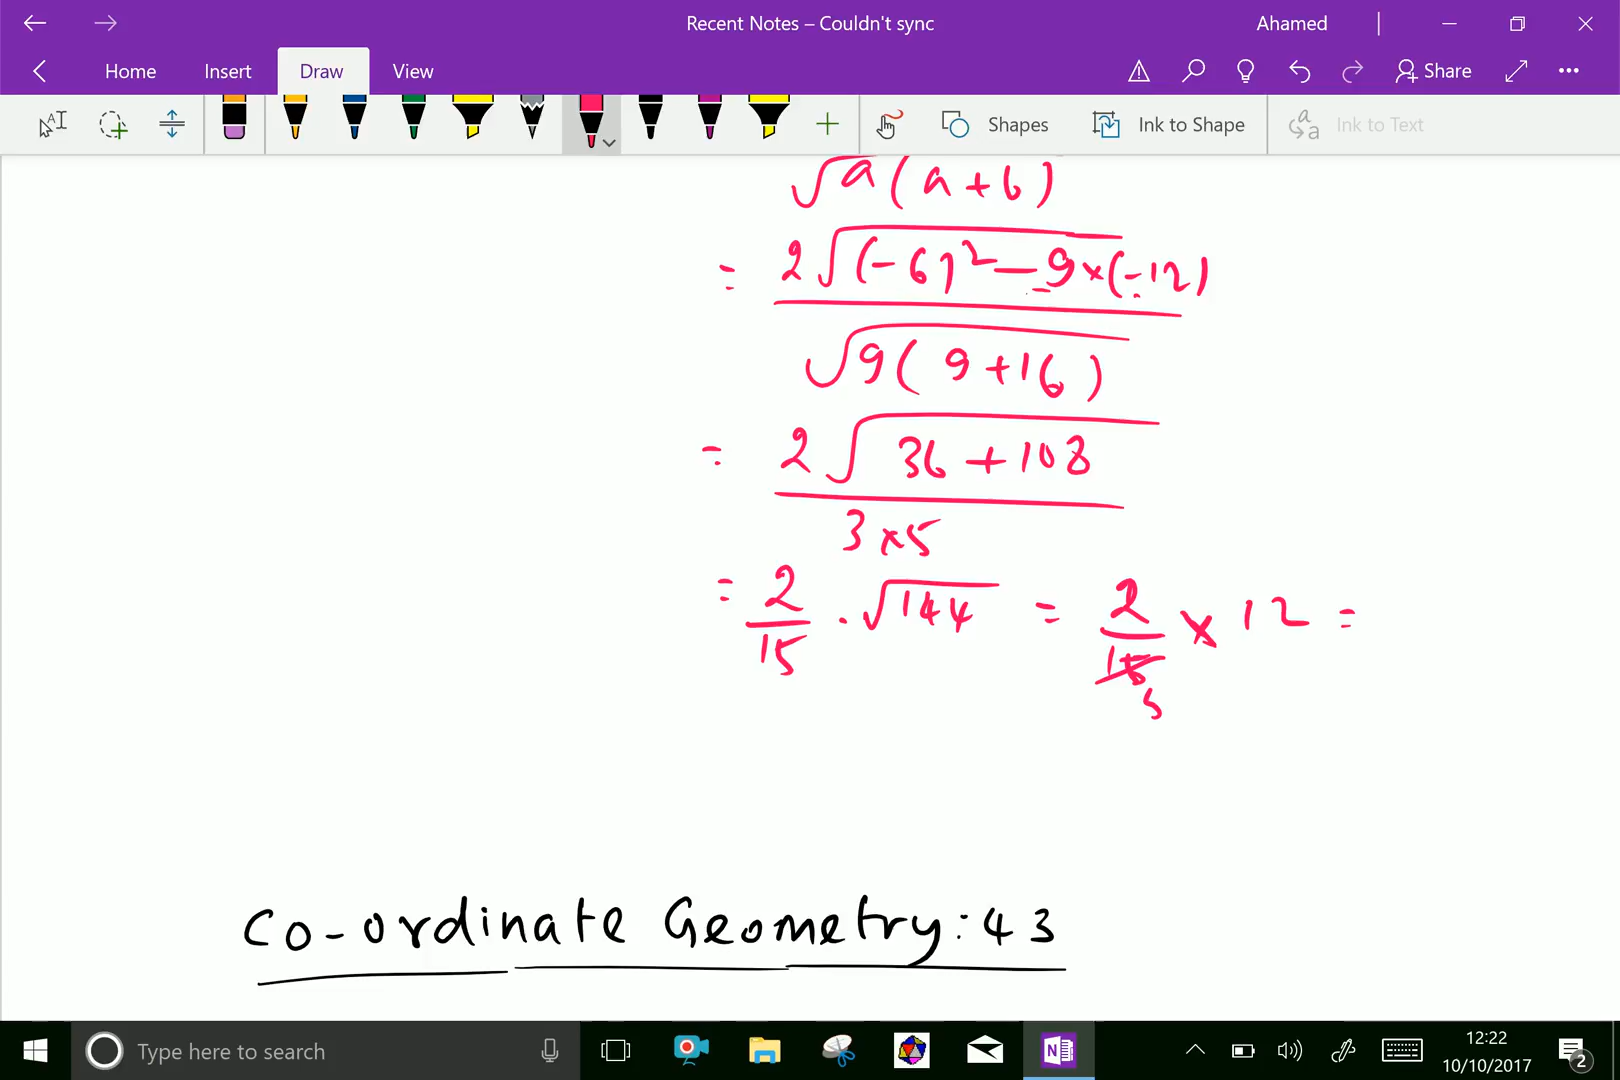 Recent Notes – Couldn't sync
Ahamed
Home Insert Draw View
Share
Shapes
Ink to Shape
Ink to Text
√a(a+b)
= 2√(-6)² - 9×(-12)
√9(9+16)
= 2√36+108
3×5
= 2/15 · √144 = 2/15 × 12 =
5
Co-ordinate Geometry: 43
Type here to search
12:22
10/10/2017
2